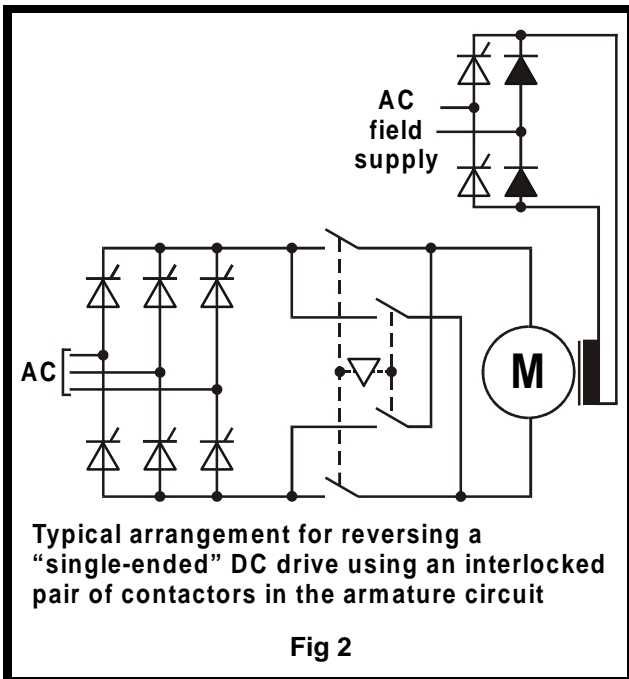 AC
field
supply
AC
M
Typical arrangement for reversing a
“single-ended” DC drive using an interlocked
pair of contactors in the armature circuit
Fig 2